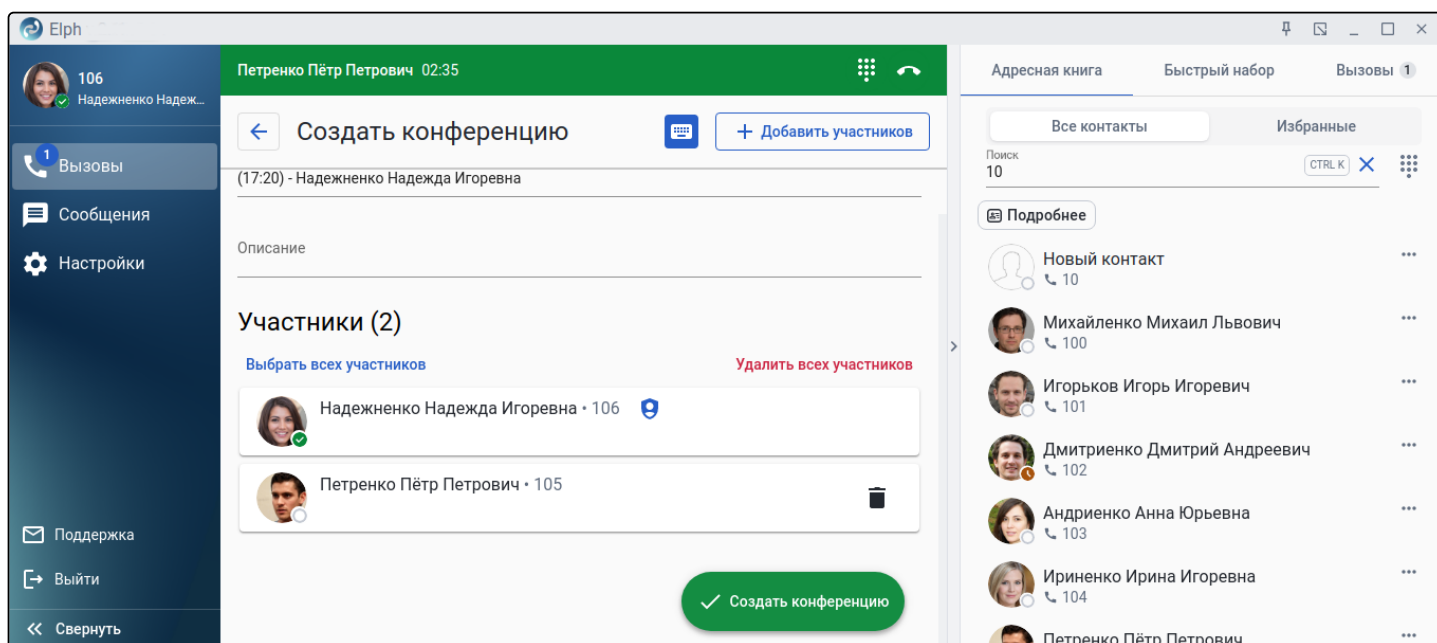 Elph
106
Надежненко Надеж...
1
Вызовы
Сообщения
Настройки
Поддержка
Выйти
Свернуть
Петренко Пётр Петрович 02:35
Создать конференцию
+ Добавить участников
(17:20) - Надежненко Надежда Игоревна
Описание
Участники (2)
Выбрать всех участников
Удалить всех участников
Надежненко Надежда Игоревна • 106
Петренко Пётр Петрович • 105
Создать конференцию
Адресная книга
Быстрый набор
Вызовы 1
Все контакты
Избранные
Поиск
10
CTRL K
Подробнее
Новый контакт
10
Михайленко Михаил Львович
100
Игорьков Игорь Игоревич
101
Дмитриенко Дмитрий Андреевич
102
Андриенко Анна Юрьевна
103
Ириненко Ирина Игоревна
104
Петренко Пётр Петрович